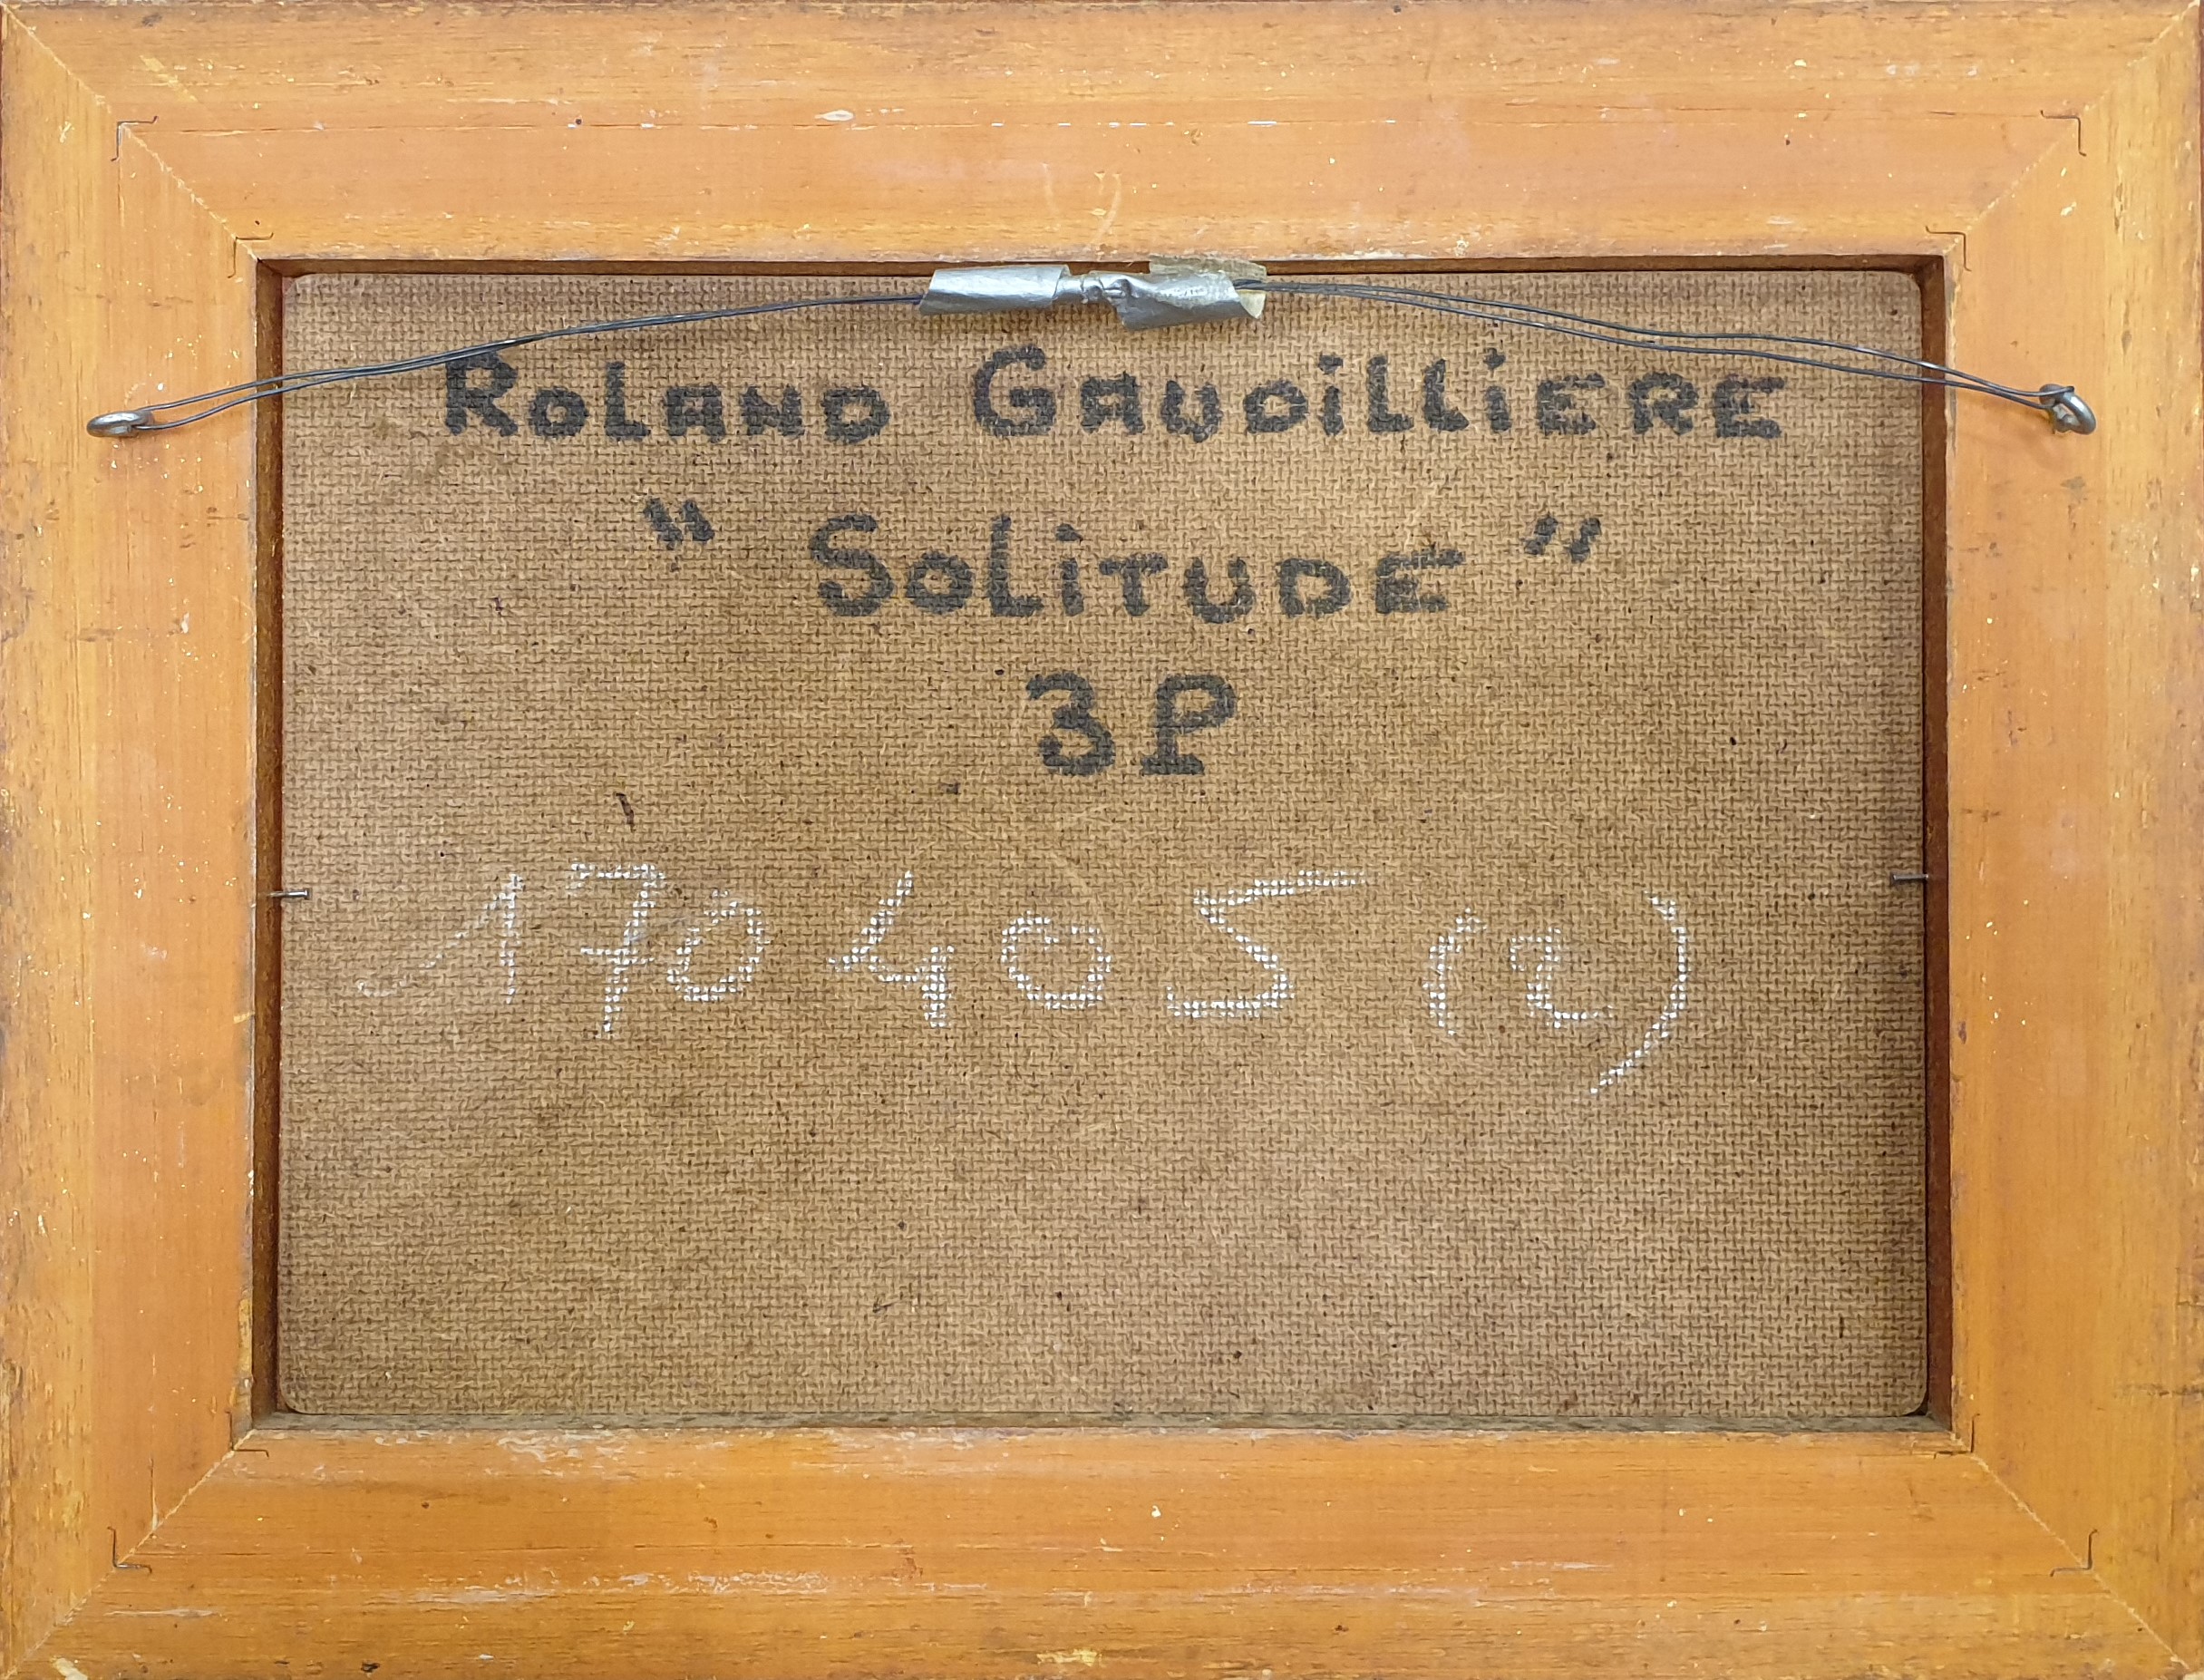 Roland Gaudilliere
" Solitude "
3P
170405 (2)